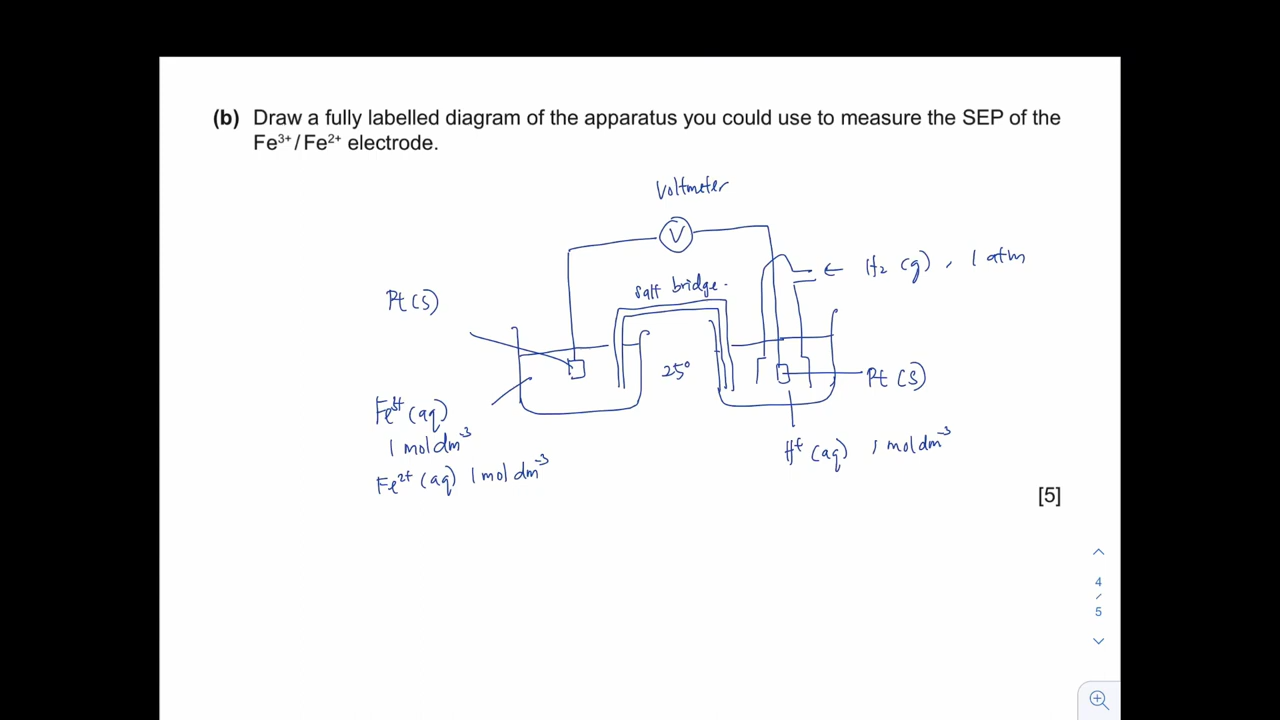 (b) Draw a fully labelled diagram of the apparatus you could use to measure the SEP of the
Fe³⁺/Fe²⁺ electrode.
Voltmeter
V
H₂ (g), 1 atm
salt bridge.
Pt(s)
25°
Pt(s)
Fe³⁺(aq)
1 mol dm⁻³
H⁺ (aq) 1 mol dm⁻³
Fe²⁺ (aq) 1 mol dm⁻³
[5]
4
/
5